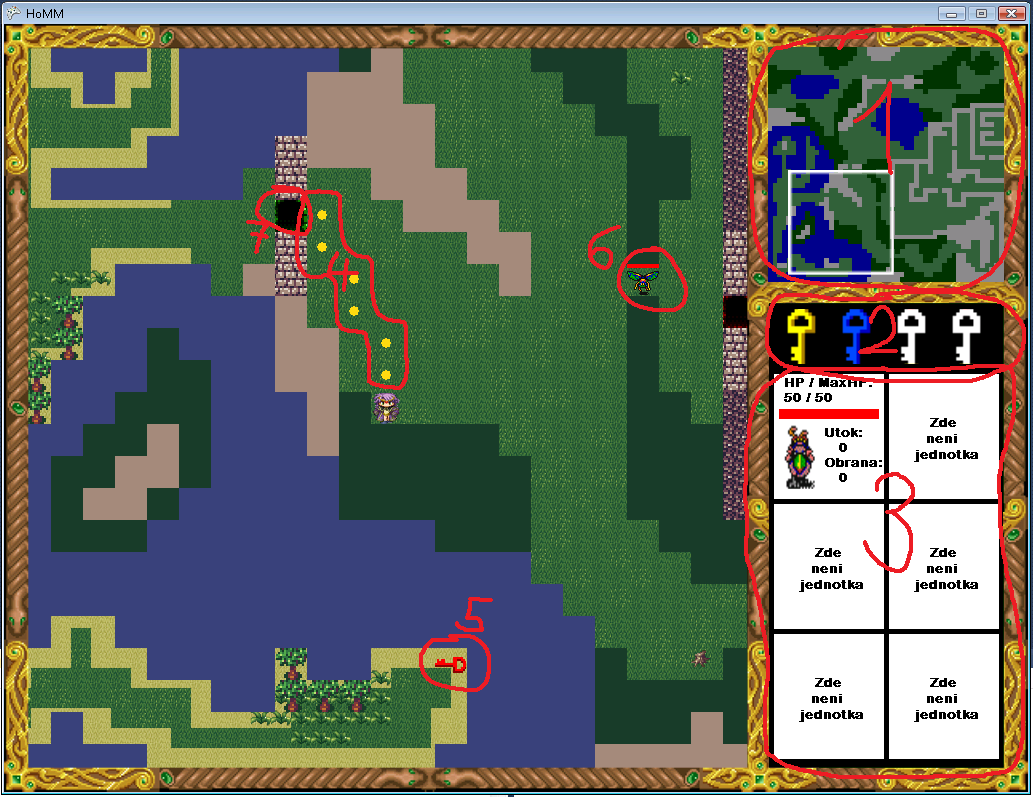 HoMM
1
2
HP / MaxHP:
50 / 50
Utok:
0
Obrana:
0
Zde
neni
jednotka
3
Zde
neni
jednotka
Zde
neni
jednotka
Zde
neni
jednotka
Zde
neni
jednotka
7
4
6
5